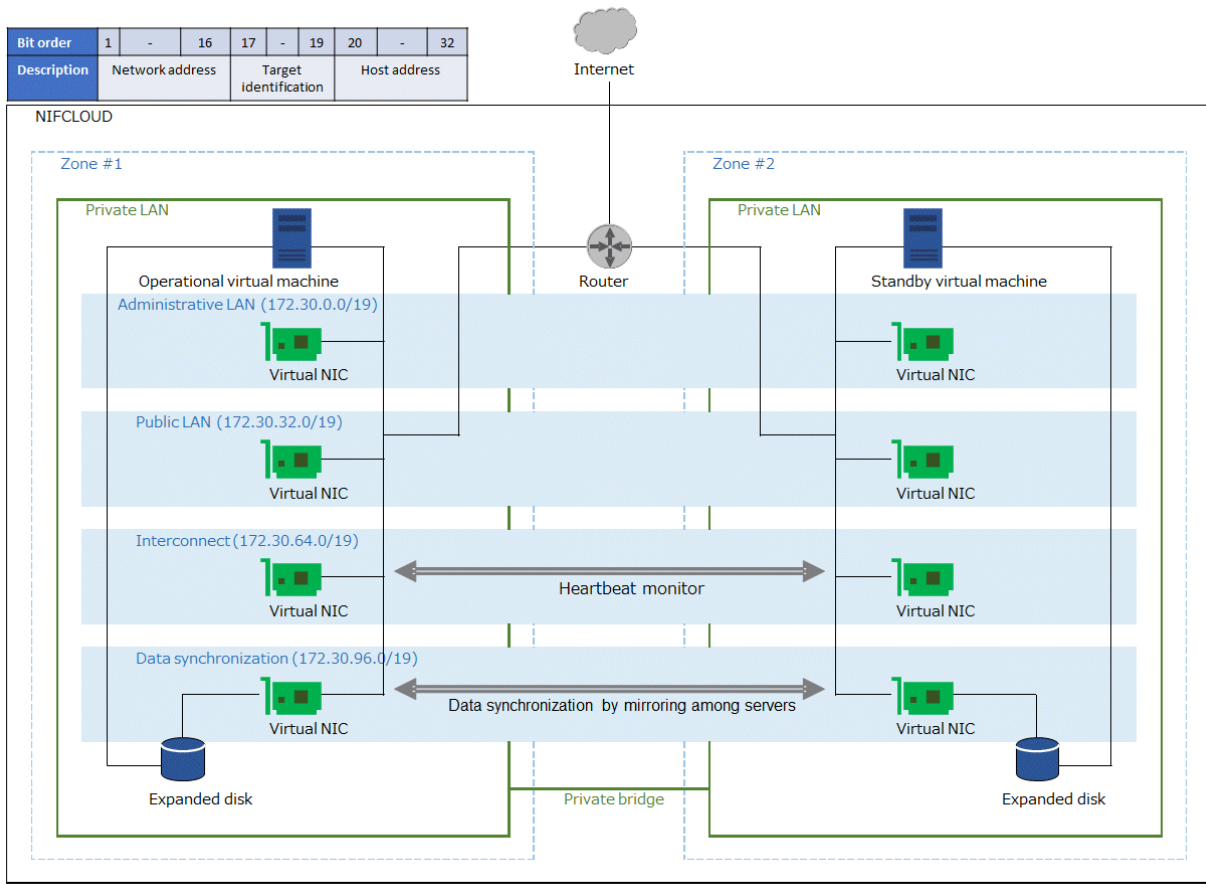 Bit order 1 - 16 17 - 19 20 - 32
Description Network address Target identification Host address
Internet
NIFCLOUD
Zone #1
Zone #2
Private LAN
Private LAN
Operational virtual machine
Router
Standby virtual machine
Administrative LAN (172.30.0.0/19)
Virtual NIC
Virtual NIC
Public LAN (172.30.32.0/19)
Virtual NIC
Virtual NIC
Interconnect (172.30.64.0/19)
Heartbeat monitor
Virtual NIC
Virtual NIC
Data synchronization (172.30.96.0/19)
Data synchronization by mirroring among servers
Virtual NIC
Virtual NIC
Expanded disk
Private bridge
Expanded disk